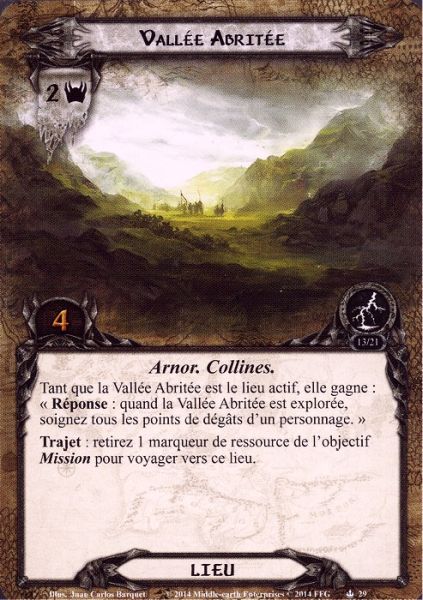 Vallée Abritée
2
4
13/21
Arnor. Collines.
Tant que la Vallée Abritée est le lieu actif, elle gagne :
« Réponse : quand la Vallée Abritée est explorée,
soignez tous les points de dégâts d’un personnage. »
Trajet : retirez 1 marqueur de ressource de l’objectif
Mission pour voyager vers ce lieu.
LIEU
Illus. Juan Carlos Barquet © 2014 Middle-earth Enterprises © 2014 FFG 29